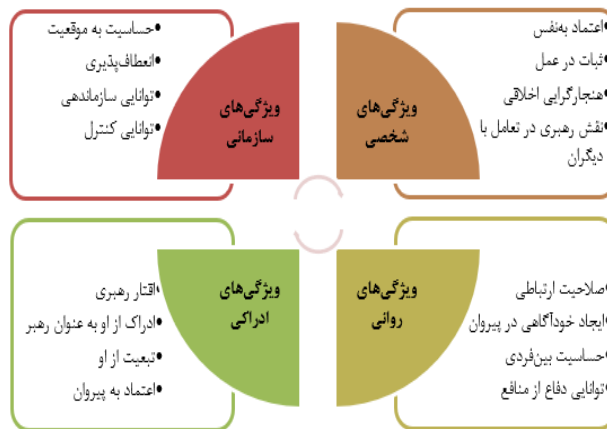 •اعتماد به‌نفس
•ثبات در عمل
•هنجارگرایی اخلاقی
•نقش رهبری در تعامل با
دیگران
ویژگی‌های
شخصی
ویژگی‌های
سازمانی
•حساسیت به موقعیت
•انعطاف‌پذیری
•توانایی سازماندهی
•توانایی کنترل
•صلاحیت ارتباطی
•ایجاد خودآگاهی در پیروان
•حساسیت بین‌فردی
•توانایی دفاع از منافع
ویژگی‌های
روانی
ویژگی‌های
ادراکی
•اقتار رهبری
•ادراک از او به عنوان رهبر
•تبعیت از او
•اعتماد به پیروان